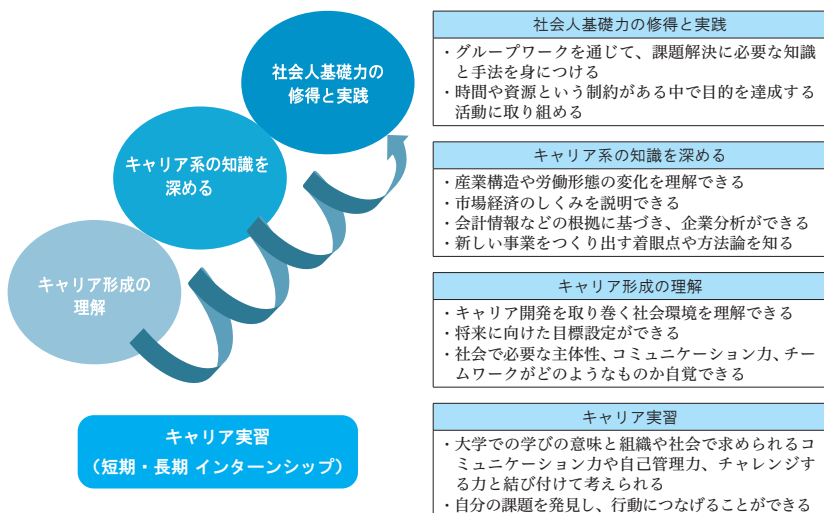 社会人基礎力の
修得と実践
キャリア系の知識を
深める
キャリア形成の
理解
キャリア実習
（短期・長期 インターンシップ）
社会人基礎力の修得と実践
・グループワークを通じて、課題解決に必要な知識
と手法を身につける
・時間や資源という制約がある中で目的を達成する
活動に取り組める
キャリア系の知識を深める
・産業構造や労働形態の変化を理解できる
・市場経済のしくみを説明できる
・会計情報などの根拠に基づき、企業分析ができる
・新しい事業をつくり出す着眼点や方法論を知る
キャリア形成の理解
・キャリア開発を取り巻く社会環境を理解できる
・将来に向けた目標設定ができる
・社会で必要な主体性、コミュニケーション力、チー
ムワークがどのようなものか自覚できる
キャリア実習
・大学での学びの意味と組織や社会で求められるコ
ミュニケーション力や自己管理力、チャレンジす
る力と結び付けて考えられる
・自分の課題を発見し、行動につなげることができる